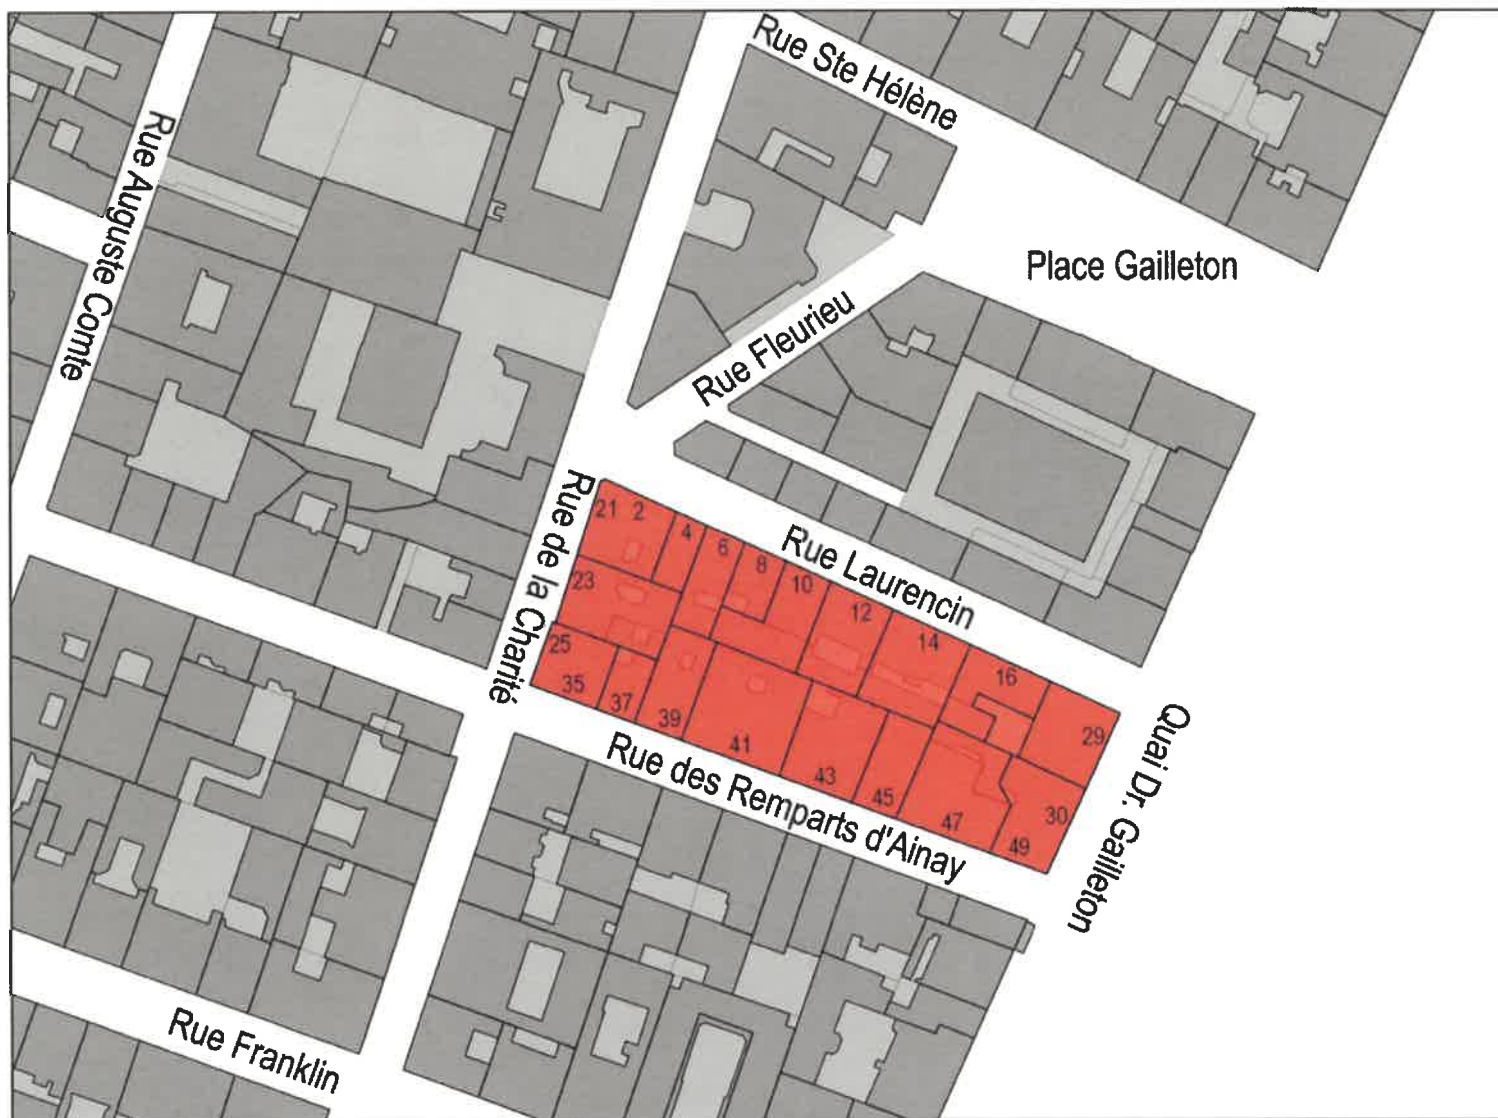 Rue Ste Hélène
Rue Auguste Comte
Place Gailleton
Rue Fleurieu
Rue de la Charité
Rue Laurencin
21 2 4 6 8 10 12 14 16
23
25
35 37 39 41 43 45 47 49
29
30
Rue des Remparts d'Ainay
Quai Dr. Gailleton
Rue Franklin